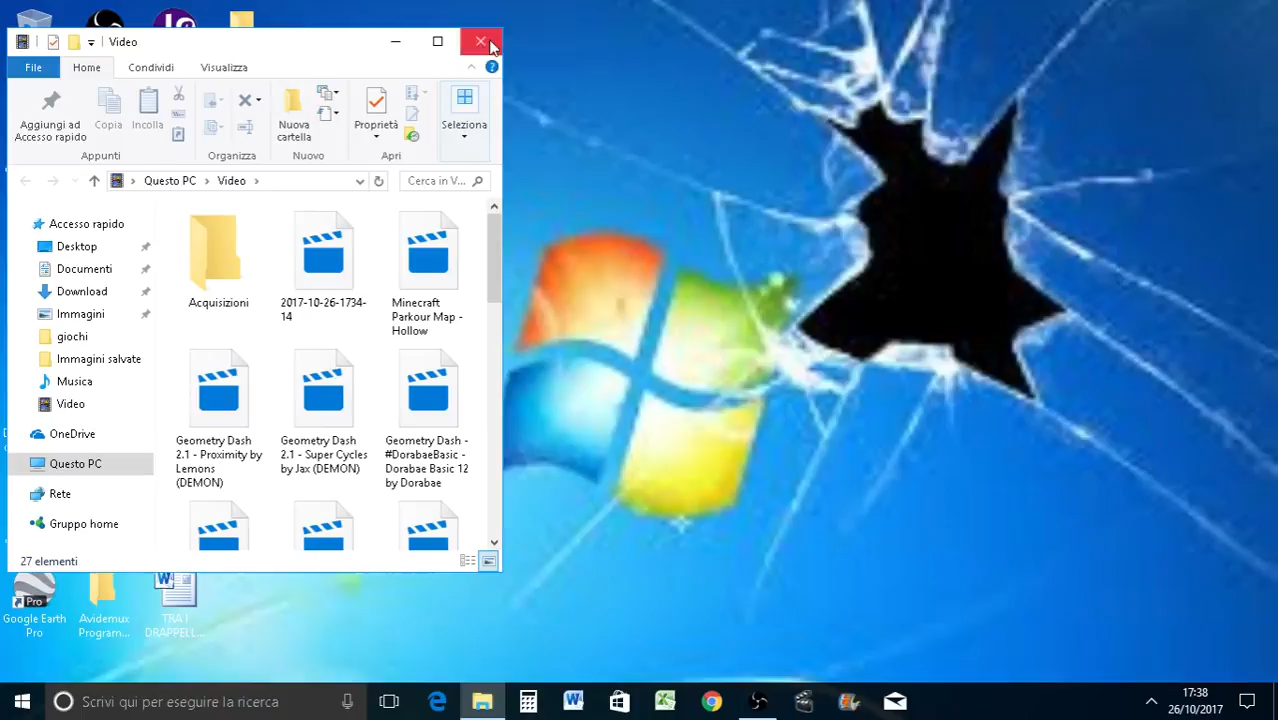 Video
File
Home
Condividi
Visualizza
Aggiungi ad
Accesso rapido
Copia
Incolla
Nuova
cartella
Proprietà
Seleziona
Appunti
Organizza
Nuovo
Apri
Questo PC
Video
Cerca in V...
Accesso rapido
Desktop
Documenti
Download
Immagini
giochi
Immagini salvate
Musica
Video
OneDrive
Questo PC
Rete
Gruppo home
Acquisizioni
2017-10-26-1734-
14
Minecraft
Parkour Map -
Hollow
Geometry Dash
2.1 - Proximity by
Lemons
(DEMON)
Geometry Dash
2.1 - Super Cycles
by Jax (DEMON)
Geometry Dash -
#DorabaeBasic -
Dorabae Basic 12
by Dorabae
27 elementi
Pro
Google Earth
Pro
Avidemux
Program...
TRA I
DRAPPELL...
Scrivi qui per eseguire la ricerca
17:38
26/10/2017